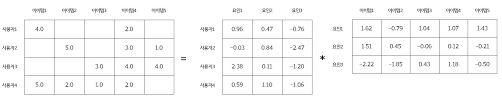 아이템1 아이템2 아이템3 아이템4 아이템5
사용자1 4.0 2.0
사용자2 5.0 3.0 1.0
사용자3 3.0 4.0 4.0
사용자4 5.0 2.0 1.0 2.0
=
요인1 요인2 요인3
사용자1 0.96 0.47 −0.76
사용자2 −0.03 0.84 −2.47
사용자3 2.38 0.11 −1.20
사용자4 0.59 1.10 −1.06
*
아이템1 아이템2 아이템3 아이템4 아이템5
요인1 1.62 −0.79 1.04 1.07 1.43
요인2 1.51 0.45 −0.06 0.12 −0.21
요인3 −2.22 −1.85 0.43 1.18 −0.50